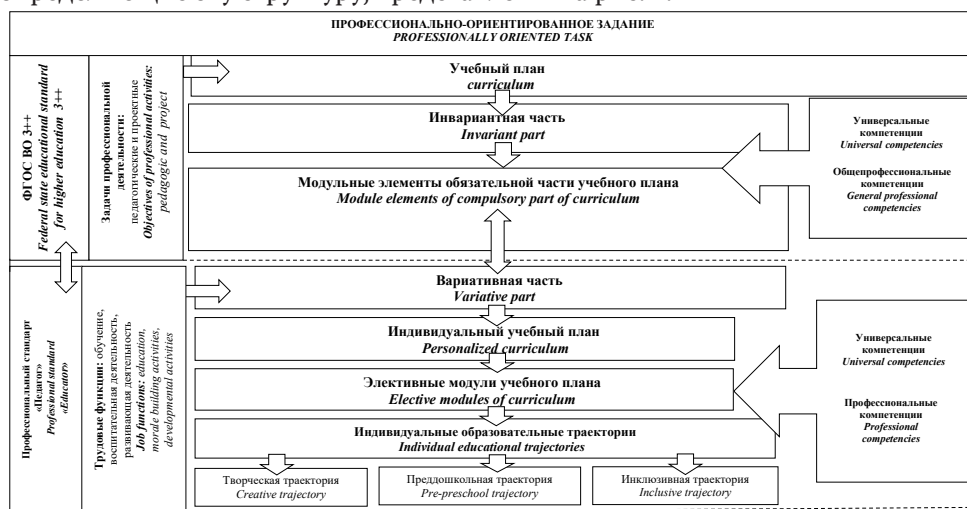 ПРОФЕССИОНАЛЬНО-ОРИЕНТИРОВАННОЕ ЗАДАНИЕ
PROFESSIONALLY ORIENTED TASK
ФГОС ВО 3++
Federal state educational standard
for higher education 3++
Задачи профессиональной
деятельности:
педагогические и проектные
Objectives of professional activities:
pedagogic and project
Учебный план
curriculum
Инвариантная часть
Invariant part
Модульные элементы обязательной части учебного плана
Module elements of compulsory part of curriculum
Универсальные
компетенции
Universal competencies
Общепрофессиональные
компетенции
General professional
competencies
Профессиональный стандарт
«Педагог»
Professional standard
«Educator»
Трудовые функции: обучение,
воспитательная деятельность,
развивающая деятельность
Job functions: education,
morale building activities,
developmental activities
Вариативная часть
Variative part
Индивидуальный учебный план
Personalized curriculum
Элективные модули учебного плана
Elective modules of curriculum
Индивидуальные образовательные траектории
Individual educational trajectories
Универсальные
компетенции
Universal competencies
Профессиональные
компетенции
Professional
competencies
Творческая траектория
Creative trajectory
Преддошкольная траектория
Pre-preschool trajectory
Инклюзивная траектория
Inclusive trajectory